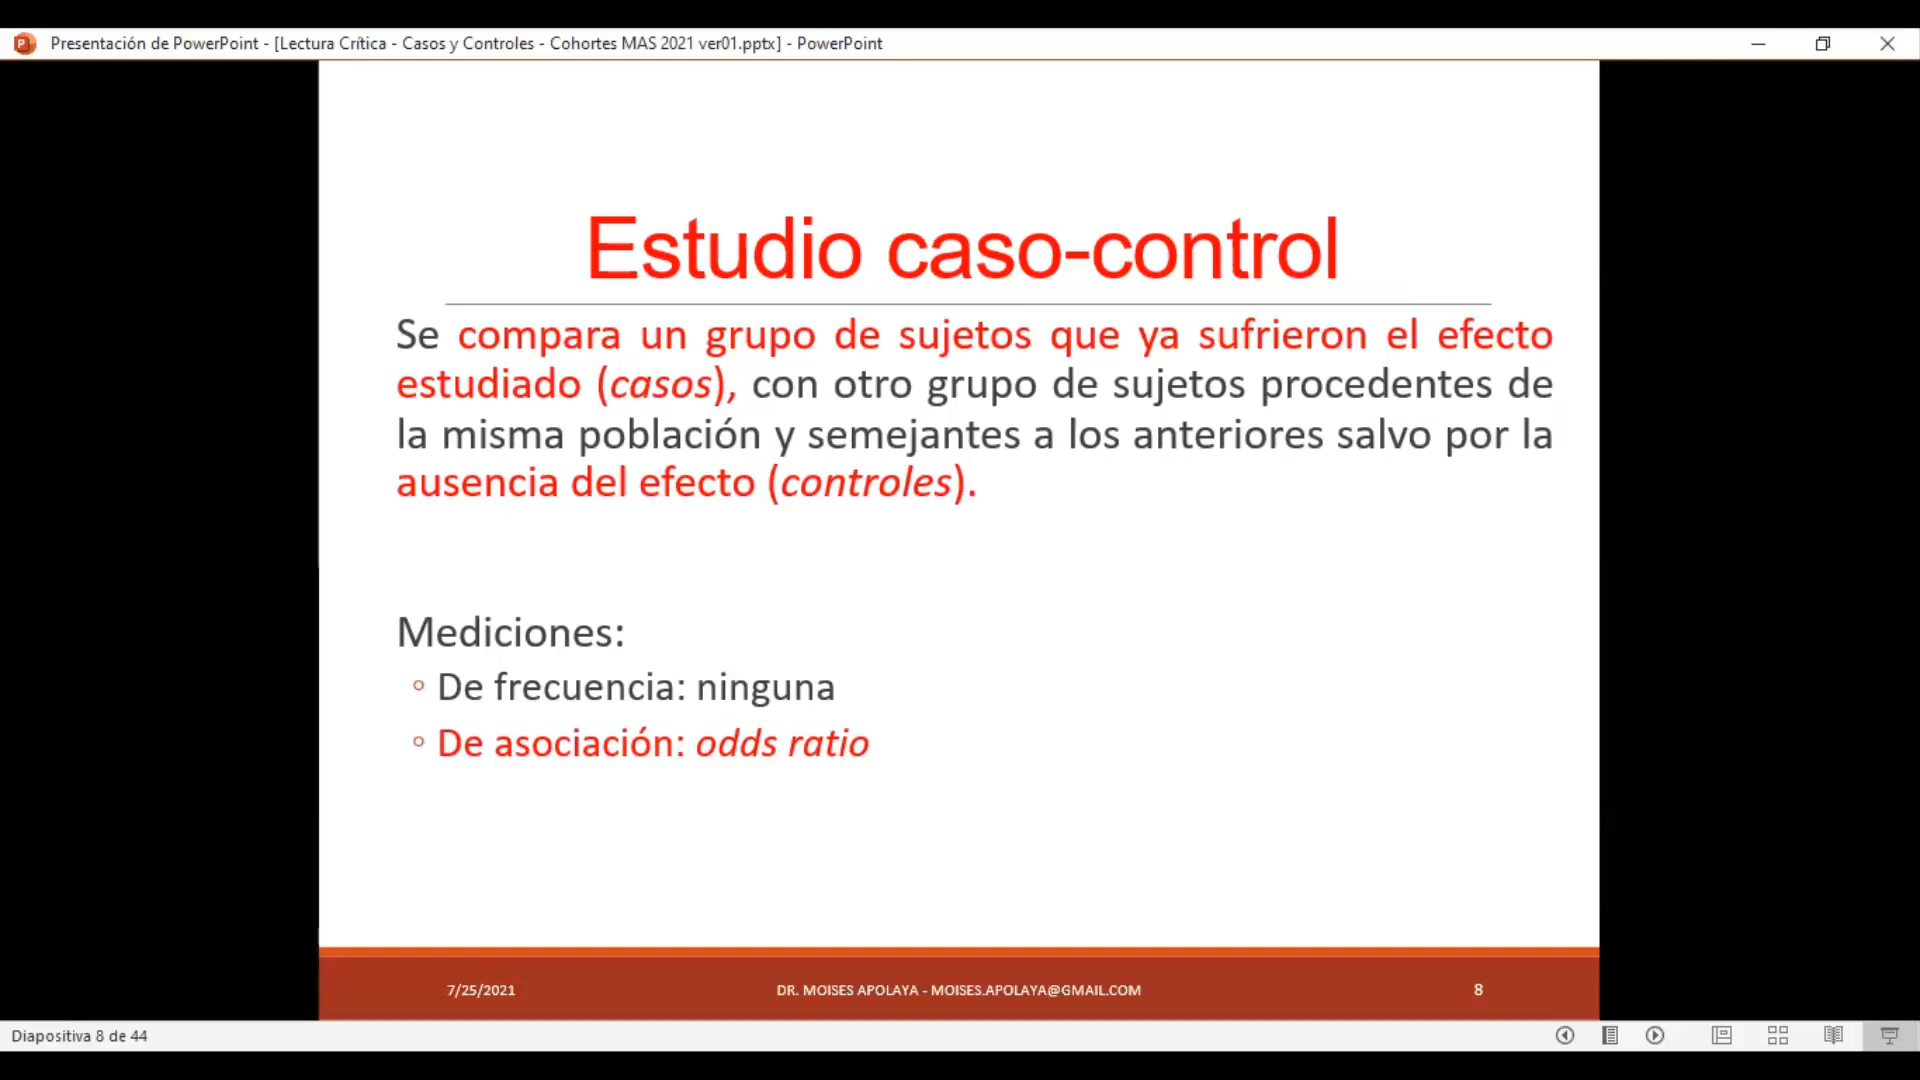 Presentación de PowerPoint - [Lectura Crítica - Casos y Controles - Cohortes MAS 2021 ver01.pptx] - PowerPoint
Estudio caso-control
Se compara un grupo de sujetos que ya sufrieron el efecto
estudiado (casos), con otro grupo de sujetos procedentes de
la misma población y semejantes a los anteriores salvo por la
ausencia del efecto (controles).
Mediciones:
◦ De frecuencia: ninguna
◦ De asociación: odds ratio
7/25/2021 DR. MOISES APOLAYA - MOISES.APOLAYA@GMAIL.COM 8
Diapositiva 8 de 44